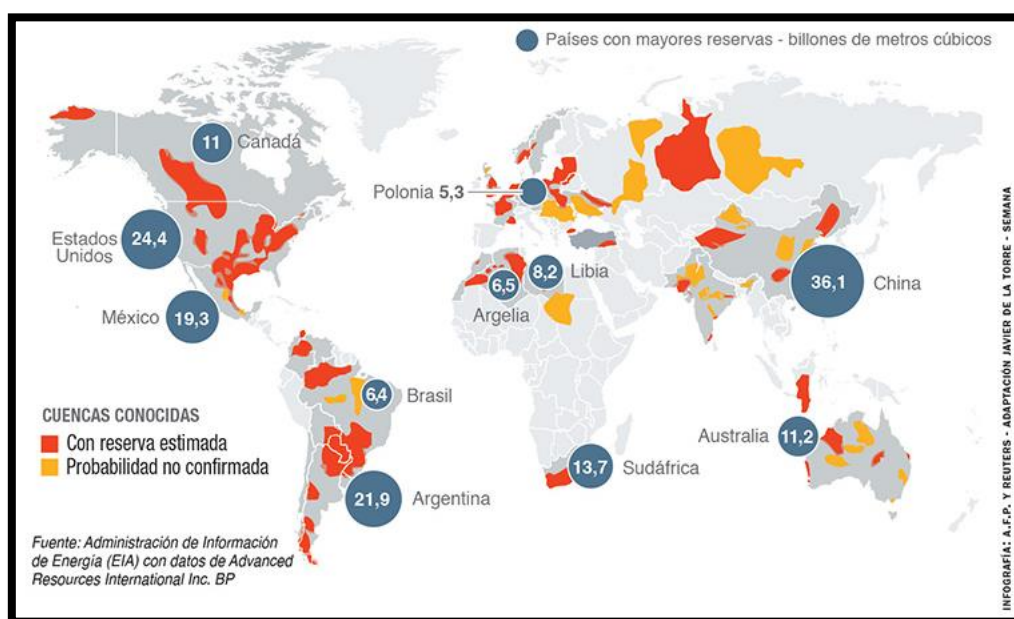 Países con mayores reservas - billones de metros cúbicos
11 Canadá
Polonia 5,3
Estados
Unidos
24,4
8,2 Libia
6,5
Argelia
36,1 China
México 19,3
6,4 Brasil
CUENCAS CONOCIDAS
Con reserva estimada
Probabilidad no confirmada
Australia 11,2
13,7 Sudáfrica
21,9 Argentina
Fuente: Administración de Información
de Energía (EIA) con datos de Advanced
Resources International Inc. BP
INFOGRAFÍA: A.F.P. Y REUTERS - ADAPTACIÓN JAVIER DE LA TORRE - SEMANA